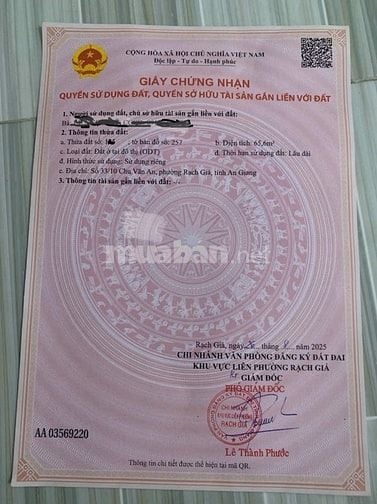 CỘNG HÒA XÃ HỘI CHỦ NGHĨA VIỆT NAM
Độc lập - Tự do - Hạnh phúc
GIẤY CHỨNG NHẬN
QUYỀN SỬ DỤNG ĐẤT, QUYỀN SỞ HỮU TÀI SẢN GẮN LIỀN VỚI ĐẤT
1. Người sử dụng đất, chủ sở hữu tài sản gắn liền với đất:
Bà
2. Thông tin thửa đất:
a. Thửa đất số: , tờ bản đồ số: 257 b. Diện tích: 65,6m²
c. Loại đất: Đất ở tại đô thị (ODT) d. Thời hạn sử dụng đất: Lâu dài
đ. Hình thức sử dụng: Sử dụng riêng
e. Địa chỉ: Số 33/10 Chu Văn An, phường Rạch Giá, tỉnh An Giang
3. Thông tin tài sản gắn liền với đất: -/-
muaban.net
Rạch Giá, ngày 26 tháng 8 năm 2025
CHI NHÁNH VĂN PHÒNG ĐĂNG KÝ ĐẤT ĐAI
KHU VỰC LIÊN PHƯỜNG RẠCH GIÁ
GIÁM ĐỐC
PHÓ GIÁM ĐỐC
CHI NHÁNH
RẠCH GIÁ
AA 03569220
Lê Thành Phước
Thông tin chi tiết được thể hiện tại mã QR.